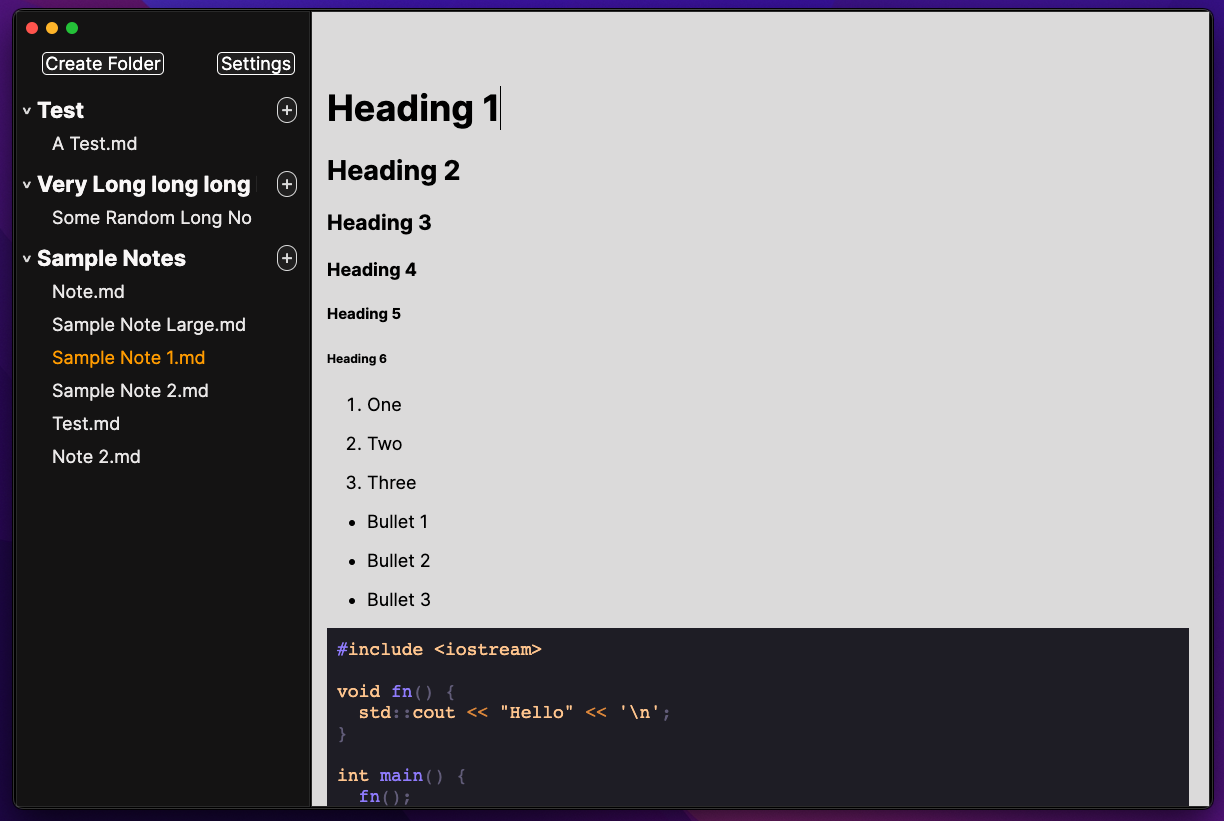 Create Folder Settings
v Test +
A Test.md
v Very Long long long +
Some Random Long No
v Sample Notes +
Note.md
Sample Note Large.md
Sample Note 1.md
Sample Note 2.md
Test.md
Note 2.md
Heading 1
Heading 2
Heading 3
Heading 4
Heading 5
Heading 6
1. One
2. Two
3. Three
• Bullet 1
• Bullet 2
• Bullet 3
#include <iostream>
void fn() {
  std::cout << "Hello" << '\n';
}
int main() {
  fn();